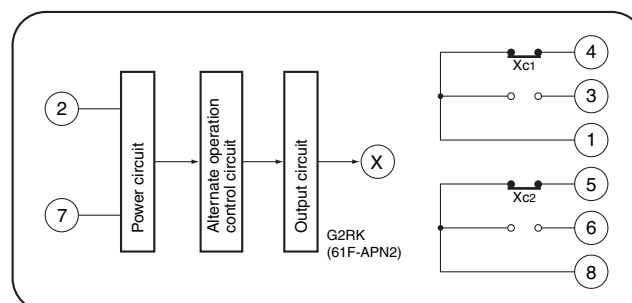 2
7
Power circuit
Alternate operation
control circuit
Output circuit
X
G2RK
(61F-APN2)
Xc1
4
3
1
Xc2
5
6
8